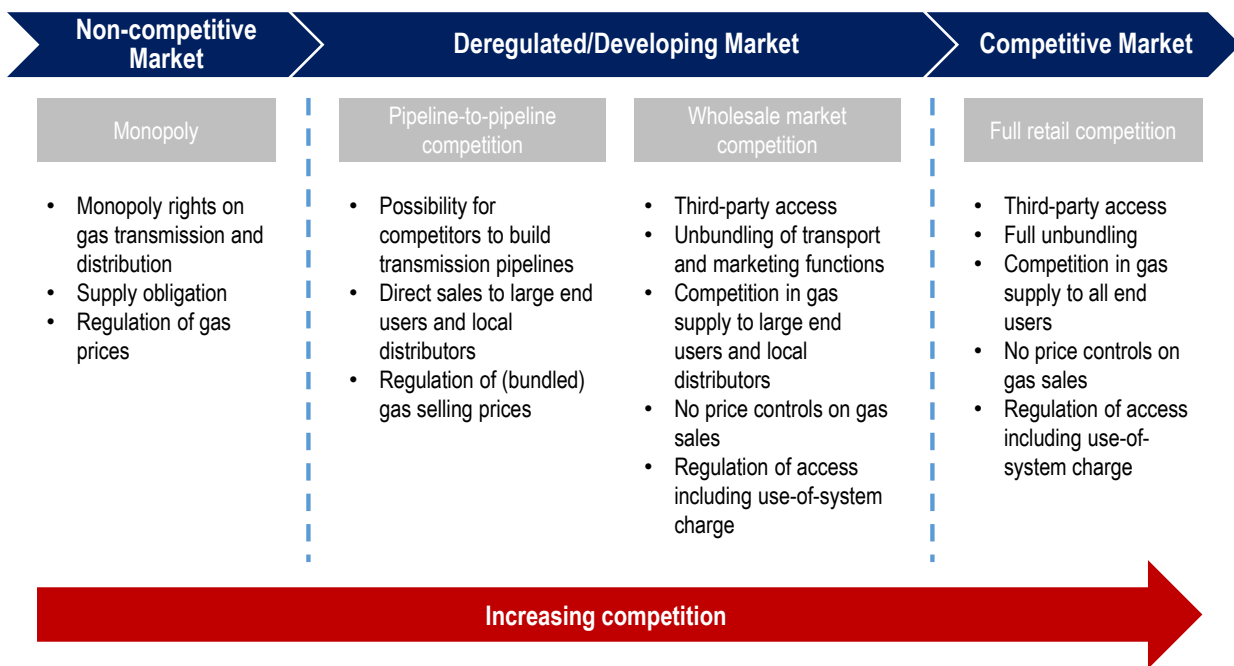 Non-competitive
Market
Deregulated/Developing Market
Competitive Market
Monopoly
Pipeline-to-pipeline
competition
Wholesale market
competition
Full retail competition
• Monopoly rights on
gas transmission and
distribution
• Supply obligation
• Regulation of gas
prices
• Possibility for
competitors to build
transmission pipelines
• Direct sales to large end
users and local
distributors
• Regulation of (bundled)
gas selling prices
• Third-party access
• Unbundling of transport
and marketing functions
• Competition in gas
supply to large end
users and local
distributors
• No price controls on gas
sales
• Regulation of access
including use-of-system
charge
• Third-party access
• Full unbundling
• Competition in gas
supply to all end
users
• No price controls on
gas sales
• Regulation of access
including use-of-
system charge
Increasing competition